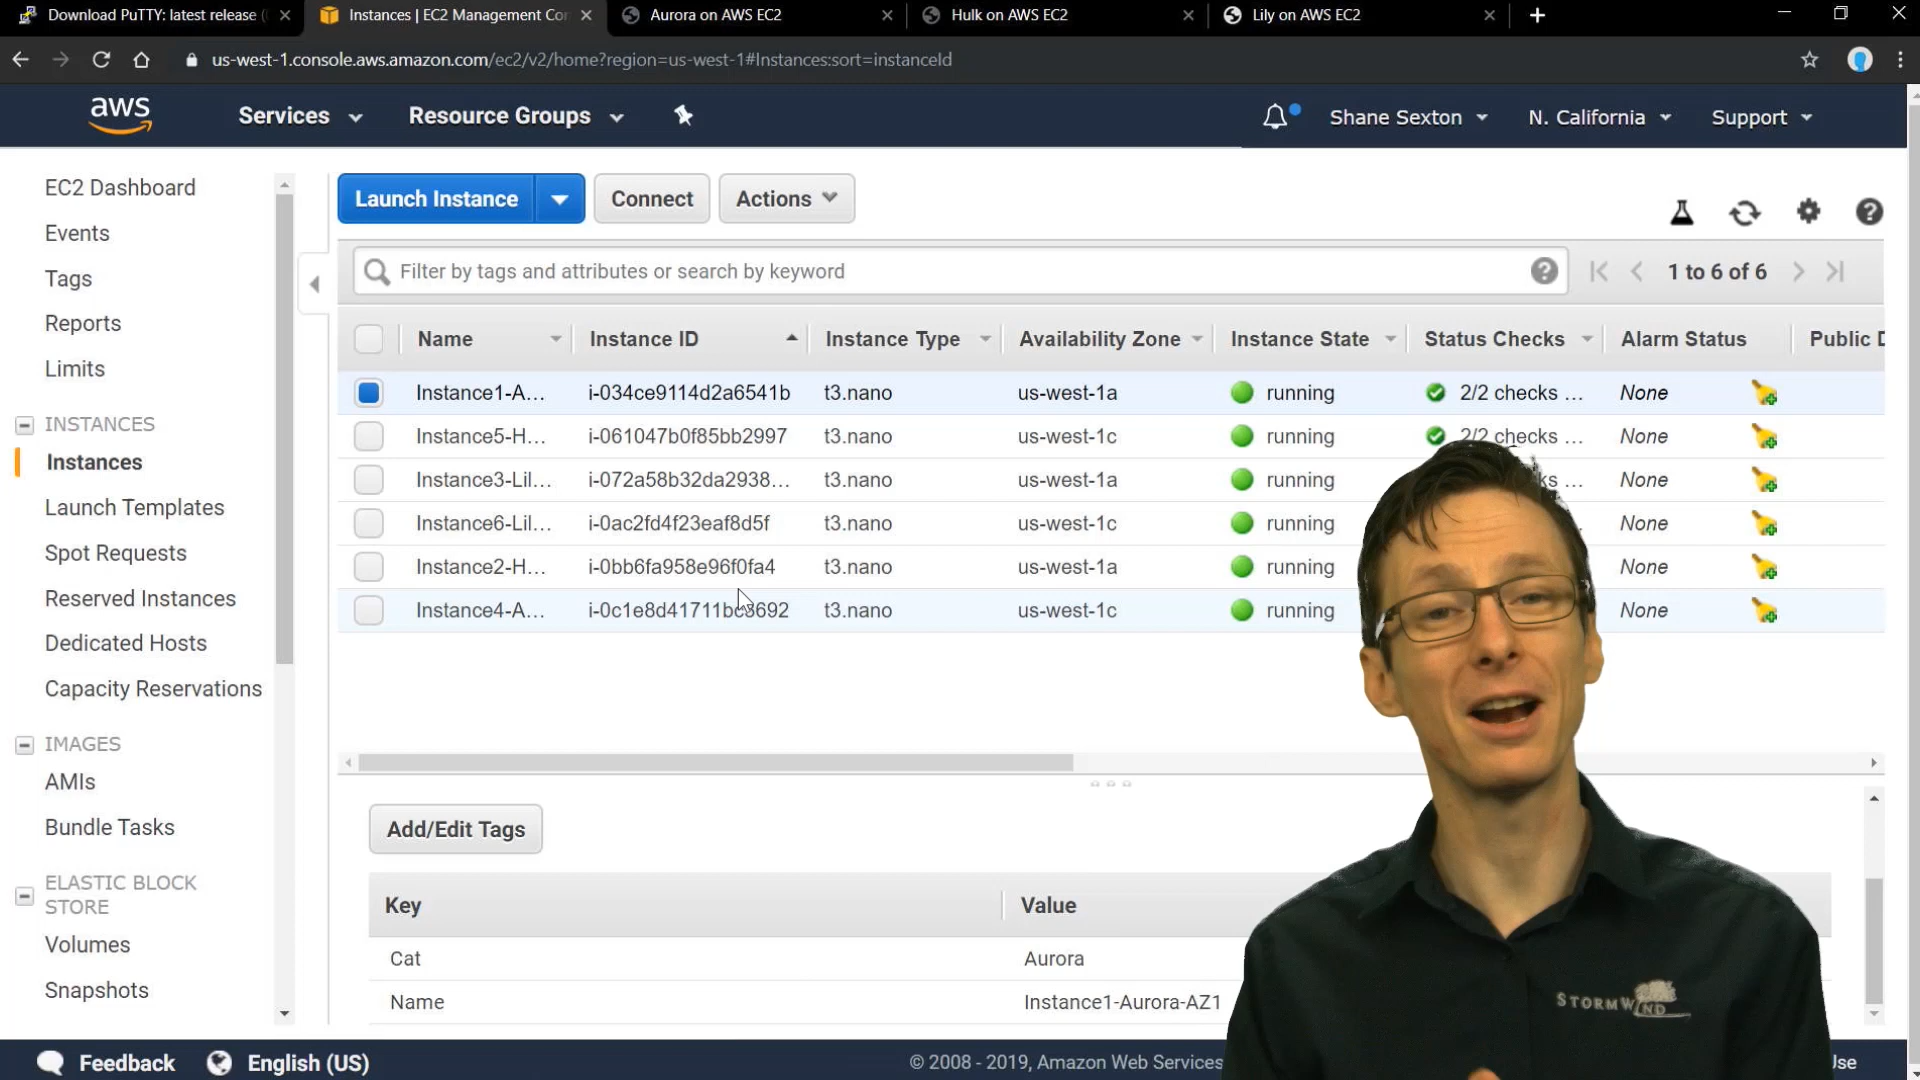 Download PuTTY: latest release (
Instances | EC2 Management Con
Aurora on AWS EC2
Hulk on AWS EC2
Lily on AWS EC2
us-west-1.console.aws.amazon.com/ec2/v2/home?region=us-west-1#Instances:sort=instanceId
aws
Services
Resource Groups
Shane Sexton
N. California
Support
EC2 Dashboard
Events
Tags
Reports
Limits
INSTANCES
Instances
Launch Templates
Spot Requests
Reserved Instances
Dedicated Hosts
Capacity Reservations
IMAGES
AMIs
Bundle Tasks
ELASTIC BLOCK
STORE
Volumes
Snapshots
Launch Instance
Connect
Actions
Filter by tags and attributes or search by keyword
1 to 6 of 6
Name Instance ID Instance Type Availability Zone Instance State Status Checks Alarm Status Public D
Instance1-A... i-034ce9114d2a6541b t3.nano us-west-1a running 2/2 checks ... None
Instance5-H... i-061047b0f85bb2997 t3.nano us-west-1c running 2/2 checks ... None
Instance3-Lil... i-072a58b32da2938... t3.nano us-west-1a running ks ... None
Instance6-Lil... i-0ac2fd4f23eaf8d5f t3.nano us-west-1c running None
Instance2-H... i-0bb6fa958e96f0fa4 t3.nano us-west-1a running None
Instance4-A... t3.nano us-west-1c running None
Add/Edit Tags
Key Value
Cat Aurora
Name Instance1-Aurora-AZ1
STORMWIND
Feedback
English (US)
© 2008 - 2019, Amazon Web Services
Use